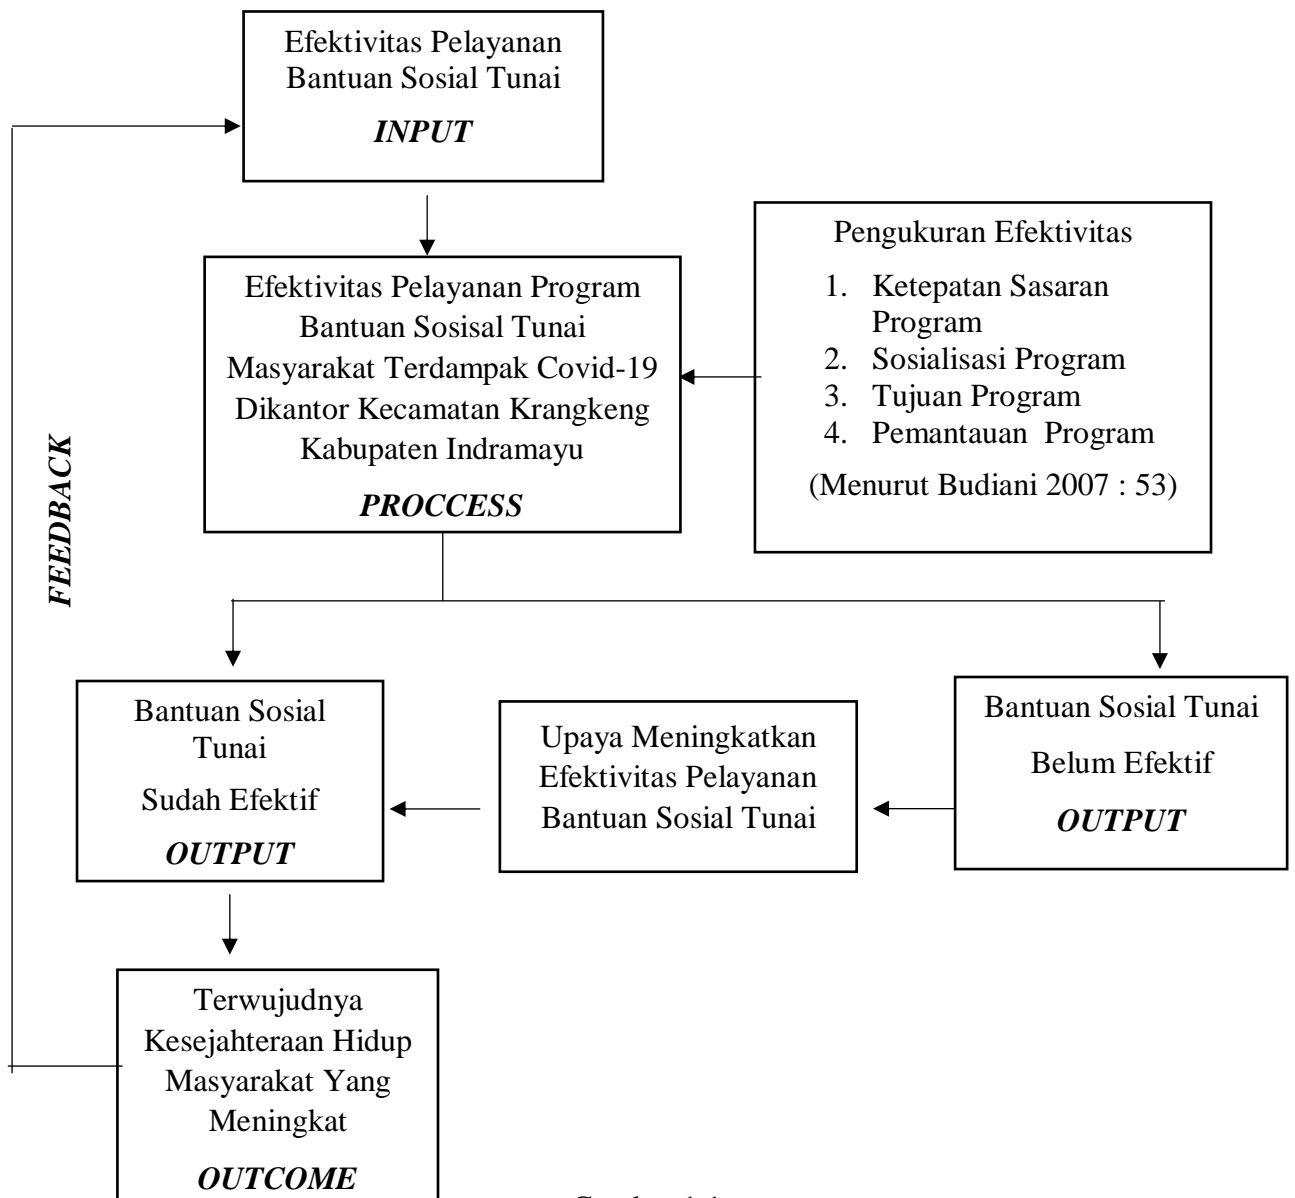 Efektivitas Pelayanan
Bantuan Sosial Tunai
INPUT
Efektivitas Pelayanan Program
Bantuan Sosisal Tunai
Masyarakat Terdampak Covid-19
Dikantor Kecamatan Krangkeng
Kabupaten Indramayu
PROCCESS
Pengukuran Efektivitas
1. Ketepatan Sasaran
Program
2. Sosialisasi Program
3. Tujuan Program
4. Pemantauan Program
(Menurut Budiani 2007 : 53)
FEEDBACK
Bantuan Sosial
Tunai
Sudah Efektif
OUTPUT
Upaya Meningkatkan
Efektivitas Pelayanan
Bantuan Sosial Tunai
Bantuan Sosial Tunai
Belum Efektif
OUTPUT
Terwujudnya
Kesejahteraan Hidup
Masyarakat Yang
Meningkat
OUTCOME